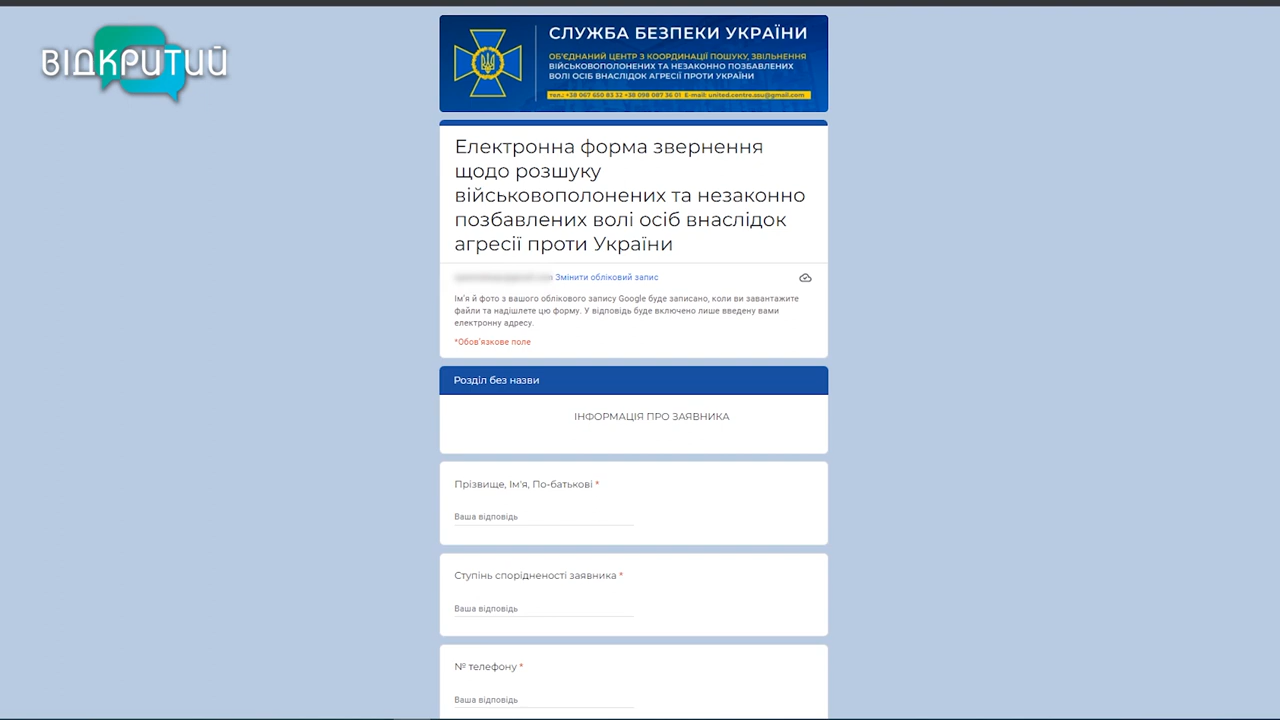 ВІДКРИТИЙ
СЛУЖБА БЕЗПЕКИ УКРАЇНИ
ОБ'ЄДНАНИЙ ЦЕНТР З КООРДИНАЦІЇ ПОШУКУ, ЗВІЛЬНЕННЯ
ВІЙСЬКОВОПОЛОНЕНИХ ТА НЕЗАКОННО ПОЗБАВЛЕНИХ
ВОЛІ ОСІБ ВНАСЛІДОК АГРЕСІЇ ПРОТИ УКРАЇНИ
тел.: +38 067 650 83 32 +38 098 087 36 01 E-mail: united.centre.ssu@gmail.com
Електронна форма звернення
щодо розшуку
військовополонених та незаконно
позбавлених волі осіб внаслідок
агресії проти України
Змінити обліковий запис
Ім'я й фото з вашого облікового запису Google буде записано, коли ви завантажите
файли та надішлете цю форму. У відповідь буде включено лише введену вами
електронну адресу.
*Обов'язкове поле
Розділ без назви
ІНФОРМАЦІЯ ПРО ЗАЯВНИКА
Прізвище, Ім'я, По-батькові *
Ваша відповідь
Ступінь спорідненості заявника *
Ваша відповідь
№ телефону *
Ваша відповідь